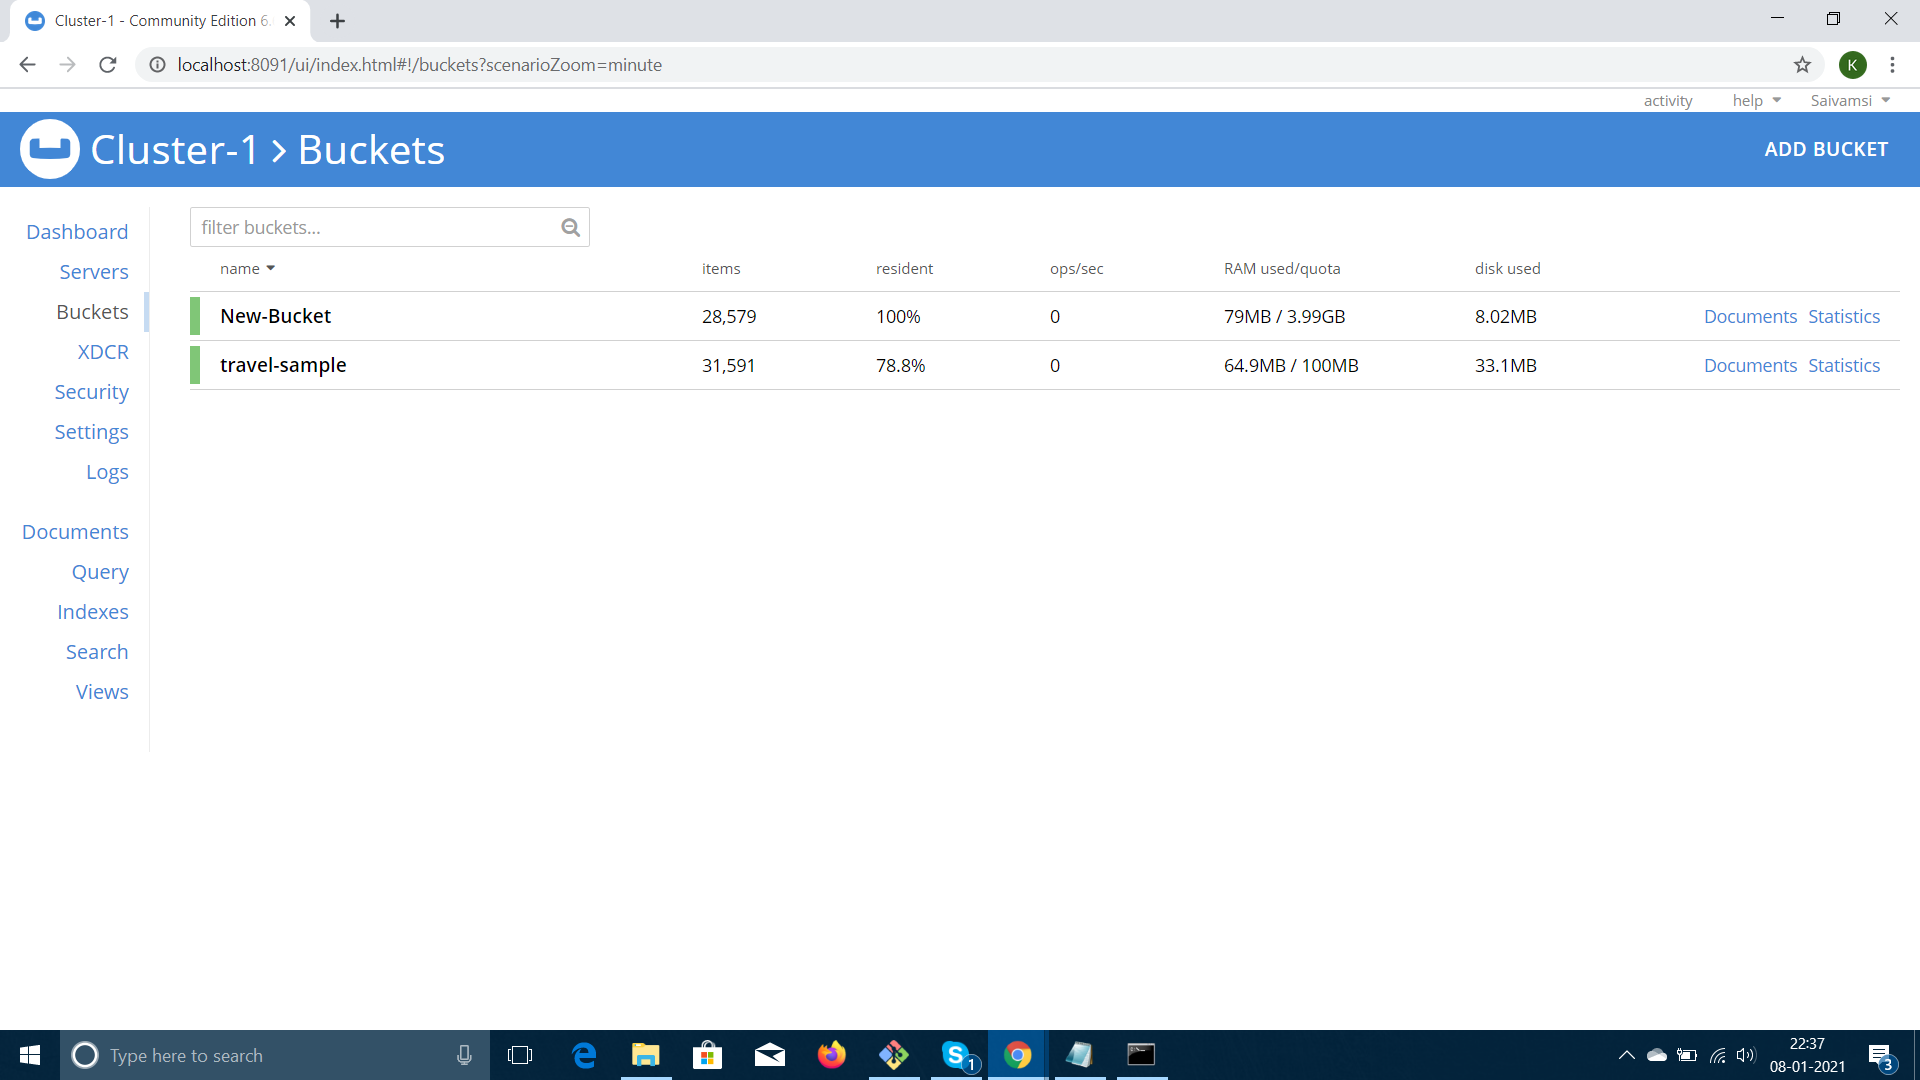 Cluster-1 - Community Edition 6.
localhost:8091/ui/index.html#!/buckets?scenarioZoom=minute
K
activity help Saivamsi
Cluster-1 > Buckets ADD BUCKET
Dashboard
Servers
Buckets
XDCR
Security
Settings
Logs
Documents
Query
Indexes
Search
Views
filter buckets...
name items resident ops/sec RAM used/quota disk used
New-Bucket 28,579 100% 0 79MB / 3.99GB 8.02MB Documents Statistics
travel-sample 31,591 78.8% 0 64.9MB / 100MB 33.1MB Documents Statistics
Type here to search
1
22:37
08-01-2021
3